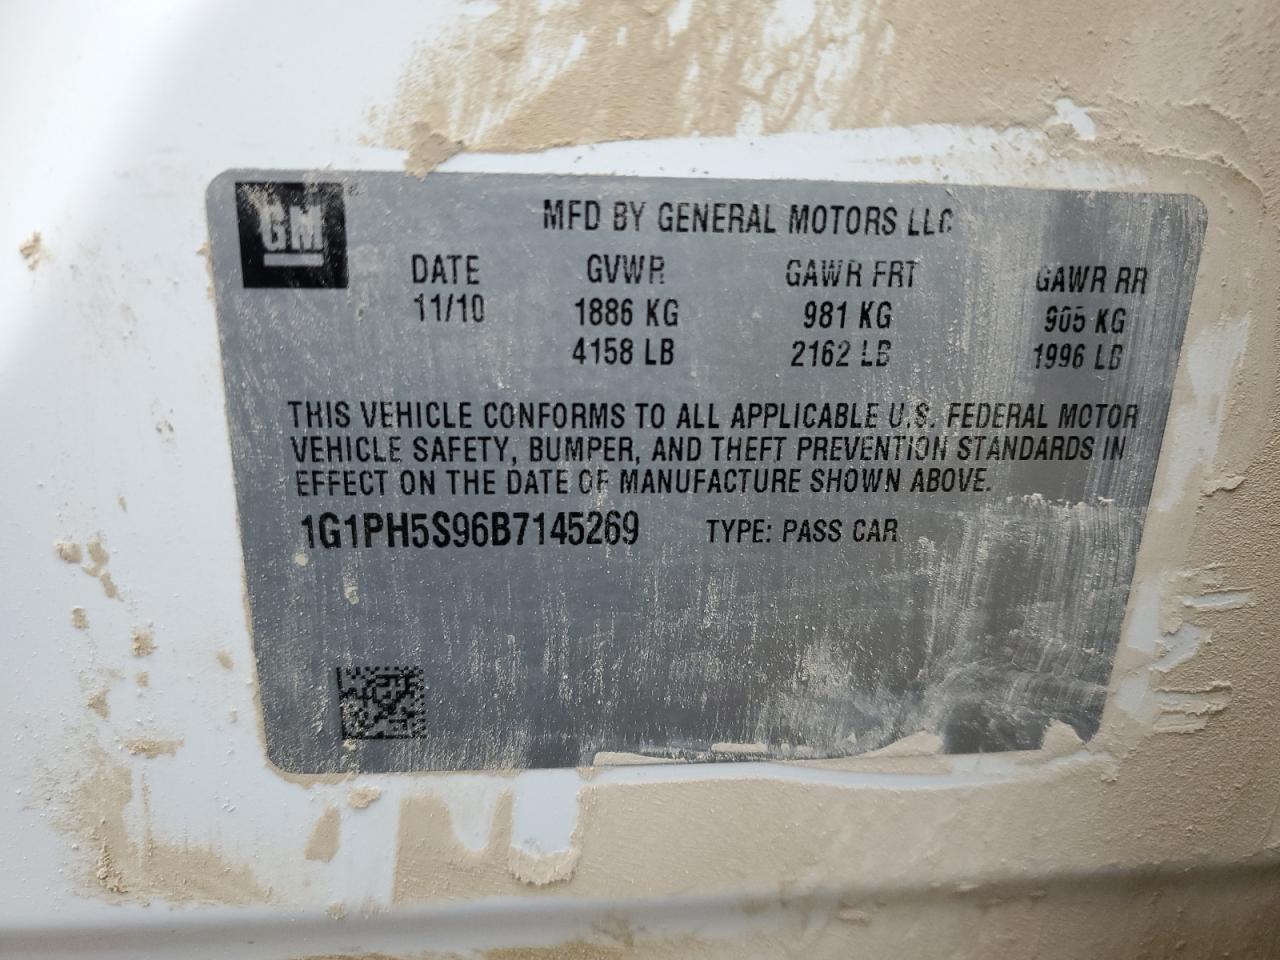 GM
MFD BY GENERAL MOTORS LLC
DATE GVWR GAWR FRT GAWR RR
11/10 1886 KG 981 KG 905 KG
4158 LB 2162 LB 1996 LB
THIS VEHICLE CONFORMS TO ALL APPLICABLE U.S. FEDERAL MOTOR
VEHICLE SAFETY, BUMPER, AND THEFT PREVENTION STANDARDS IN
EFFECT ON THE DATE OF MANUFACTURE SHOWN ABOVE.
1G1PH5S96B7145269 TYPE: PASS CAR